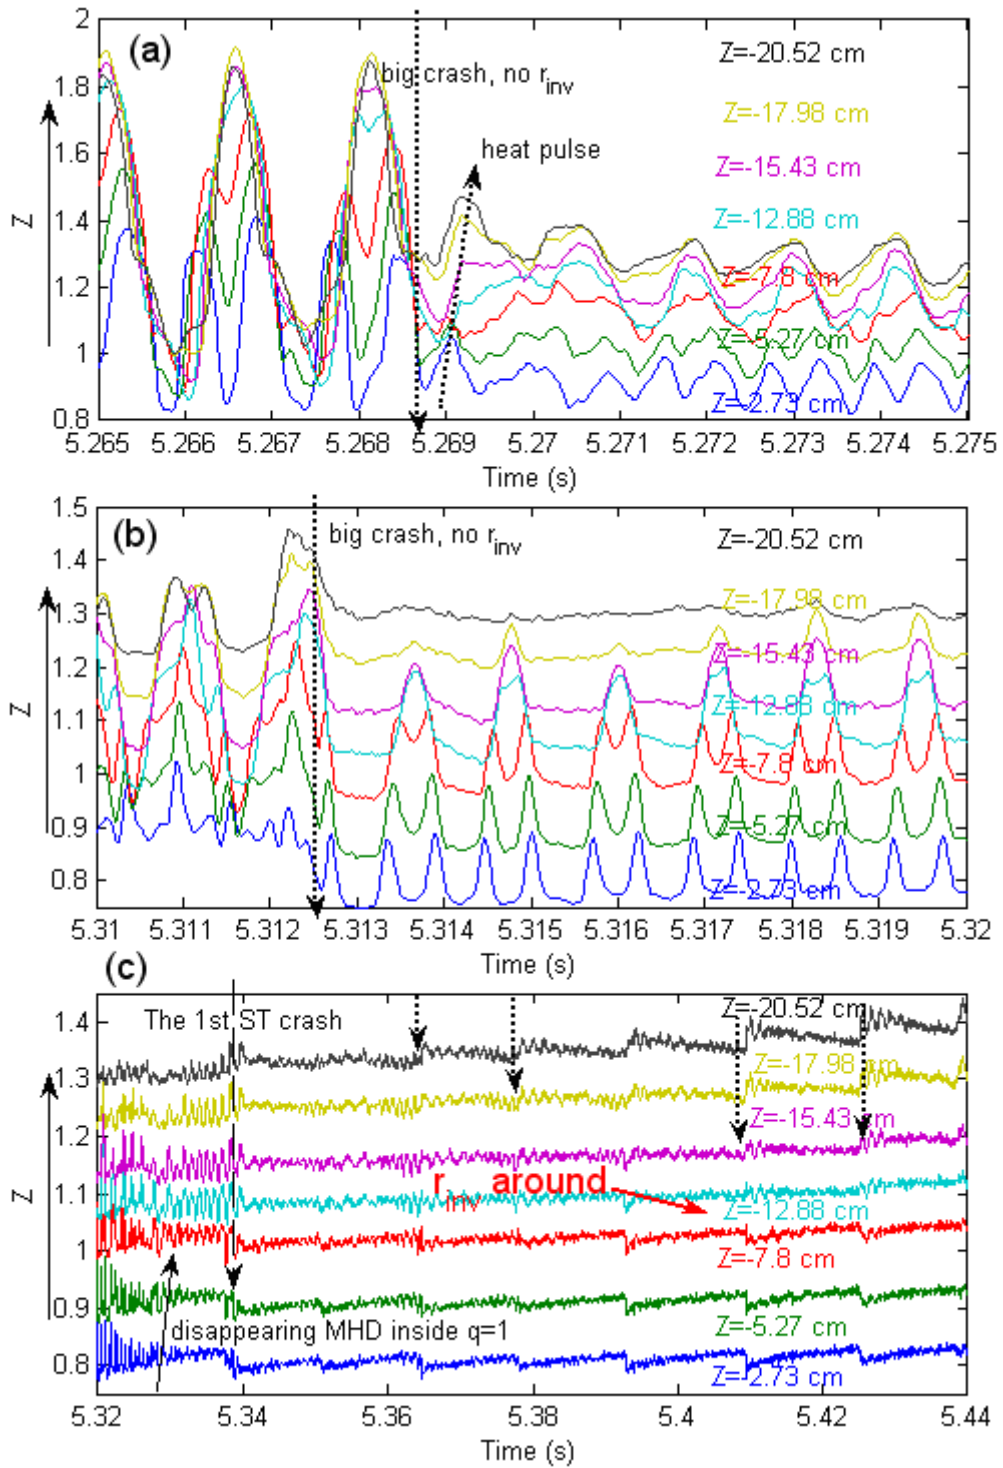 2
(a)
Z=-20.52 cm
1.8
big crash, no r_inv
Z=-17.98 cm
1.6
heat pulse
Z=-15.43 cm
1.4
Z=-12.88 cm
Z
1.2
Z=-7.8 cm
1
Z=-5.27 cm
0.8
Z=-2.73 cm
5.265 5.266 5.267 5.268 5.269 5.27 5.271 5.272 5.273 5.274 5.275
Time (s)
1.5
(b)
big crash, no r_inv
Z=-20.52 cm
1.4
Z=-17.98 cm
1.3
Z=-15.43 cm
1.2
Z
Z=-12.88 cm
1.1
Z=-7.8 cm
1
Z=-5.27 cm
0.9
Z=-2.73 cm
0.8
5.31 5.311 5.312 5.313 5.314 5.315 5.316 5.317 5.318 5.319 5.32
Time (s)
(c)
The 1st ST crash
Z=-20.52 cm
1.4
Z=-17.98 cm
1.3
Z=-15.43 cm
1.2
r_inv around
Z
1.1
Z=-12.88 cm
1
Z=-7.8 cm
0.9
disappearing MHD inside q=1
Z=-5.27 cm
0.8
Z=-2.73 cm
5.32 5.34 5.36 5.38 5.4 5.42 5.44
Time (s)